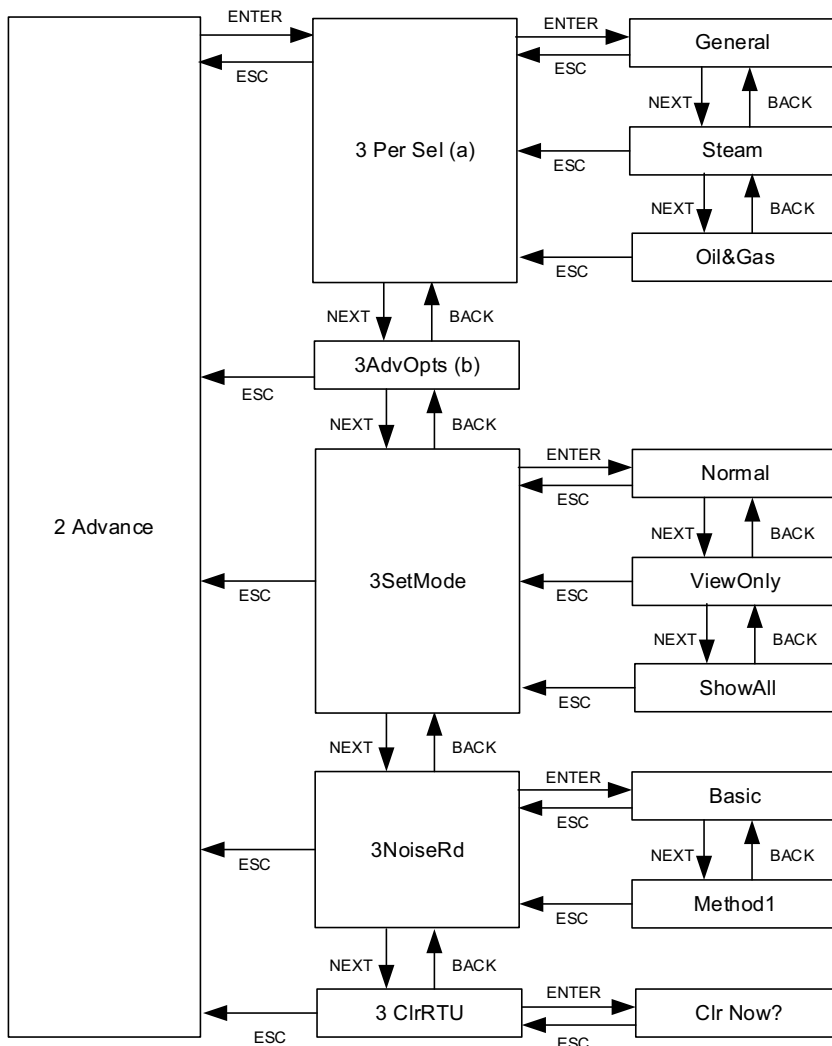 ENTER
ENTER
General
ESC
ESC
NEXT
BACK
3 Per Sel (a)
Steam
ESC
NEXT
BACK
Oil&Gas
ESC
NEXT
BACK
3AdvOpts (b)
ESC
NEXT
BACK
ENTER
Normal
ESC
NEXT
BACK
2 Advance
3SetMode
ViewOnly
ESC
ESC
NEXT
BACK
ShowAll
ESC
NEXT
BACK
ENTER
Basic
ESC
3NoiseRd
NEXT
BACK
ESC
Method1
ESC
NEXT
BACK
3 ClrRTU
ENTER
Clr Now?
ESC
ESC